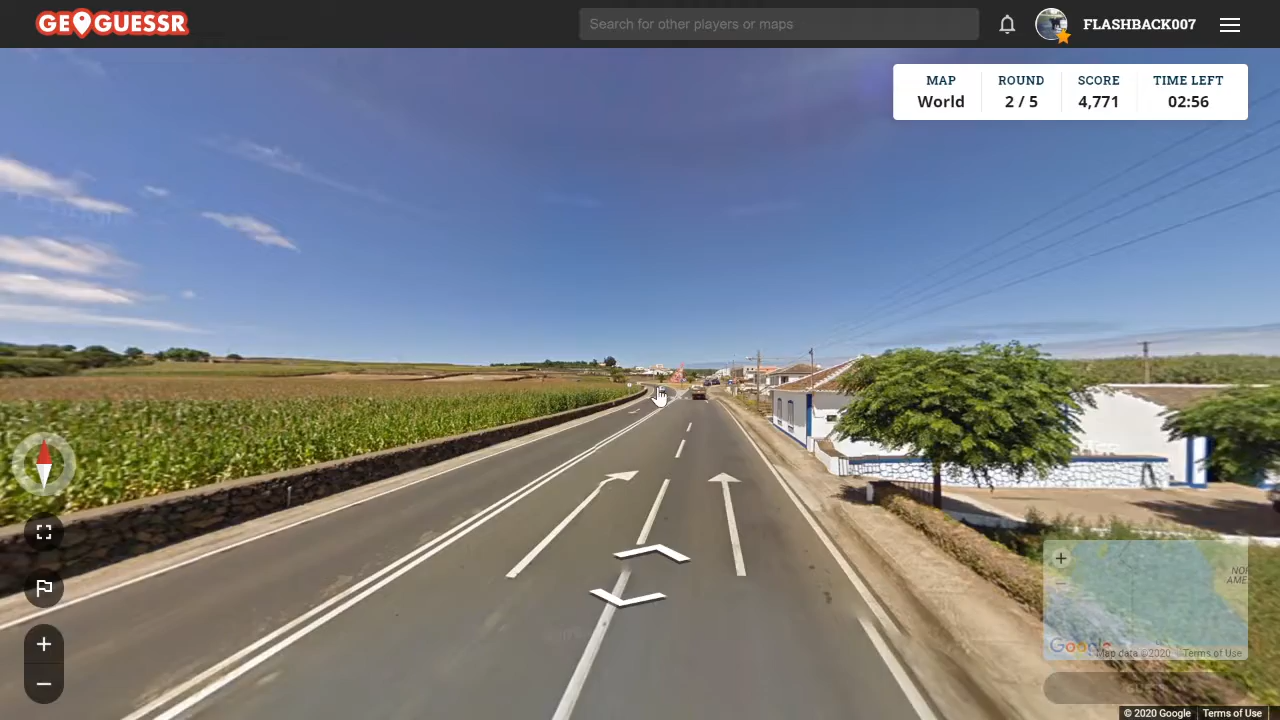 GEOGUESSR
Search for other players or maps
FLASHBACK007
MAP ROUND SCORE TIME LEFT
World 2 / 5 4,771 02:56
Google
Map data ©2020 Terms of Use
© 2020 Google Terms of Use